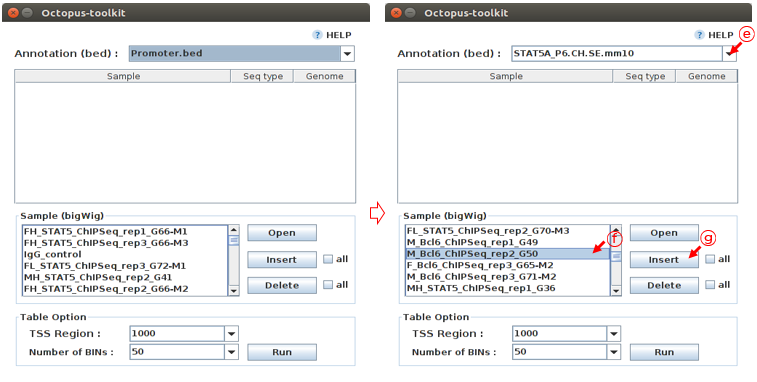 Octopus-toolkit
? HELP
Annotation (bed) : Promoter.bed
Sample Seq type Genome
Sample (bigWig)
FH_STAT5_ChIPSeq_rep1_G66-M1
FH_STAT5_ChIPSeq_rep3_G66-M3
IgG_control
FL_STAT5_ChIPSeq_rep3_G72-M1
MH_STAT5_ChIPSeq_rep2_G41
FH_STAT5_ChIPSeq_rep2_G66-M2
Open
Insert all
Delete all
Table Option
TSS Region : 1000
Number of BINs : 50 Run
Octopus-toolkit
? HELP
e
Annotation (bed) : STAT5A_P6.CH.SE.mm10
Sample Seq type Genome
Sample (bigWig)
FL_STAT5_ChIPSeq_rep2_G70-M3
M_Bcl6_ChIPSeq_rep1_G49
M_Bcl6_ChIPSeq_rep2_G50
F_Bcl6_ChIPSeq_rep3_G65-M2
M_Bcl6_ChIPSeq_rep3_G71-M2
MH_STAT5_ChIPSeq_rep1_G36
f
Open
g
Insert all
Delete all
Table Option
TSS Region : 1000
Number of BINs : 50 Run